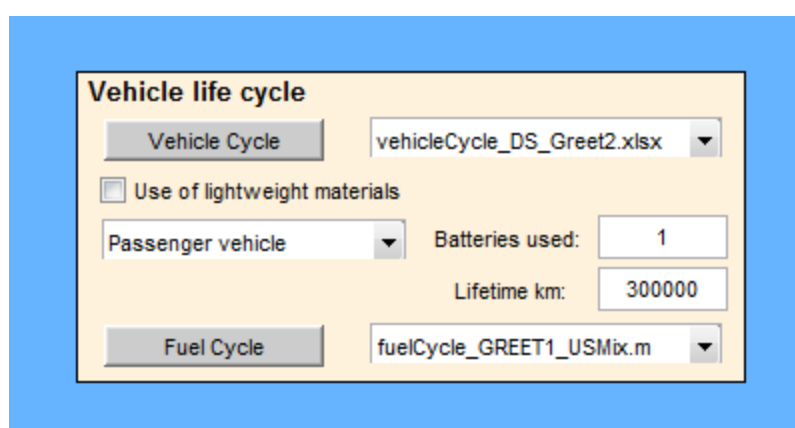 Vehicle life cycle
Vehicle Cycle vehicleCycle_DS_Greet2.xlsx
Use of lightweight materials
Passenger vehicle Batteries used: 1
Lifetime km: 300000
Fuel Cycle fuelCycle_GREET1_USMix.m